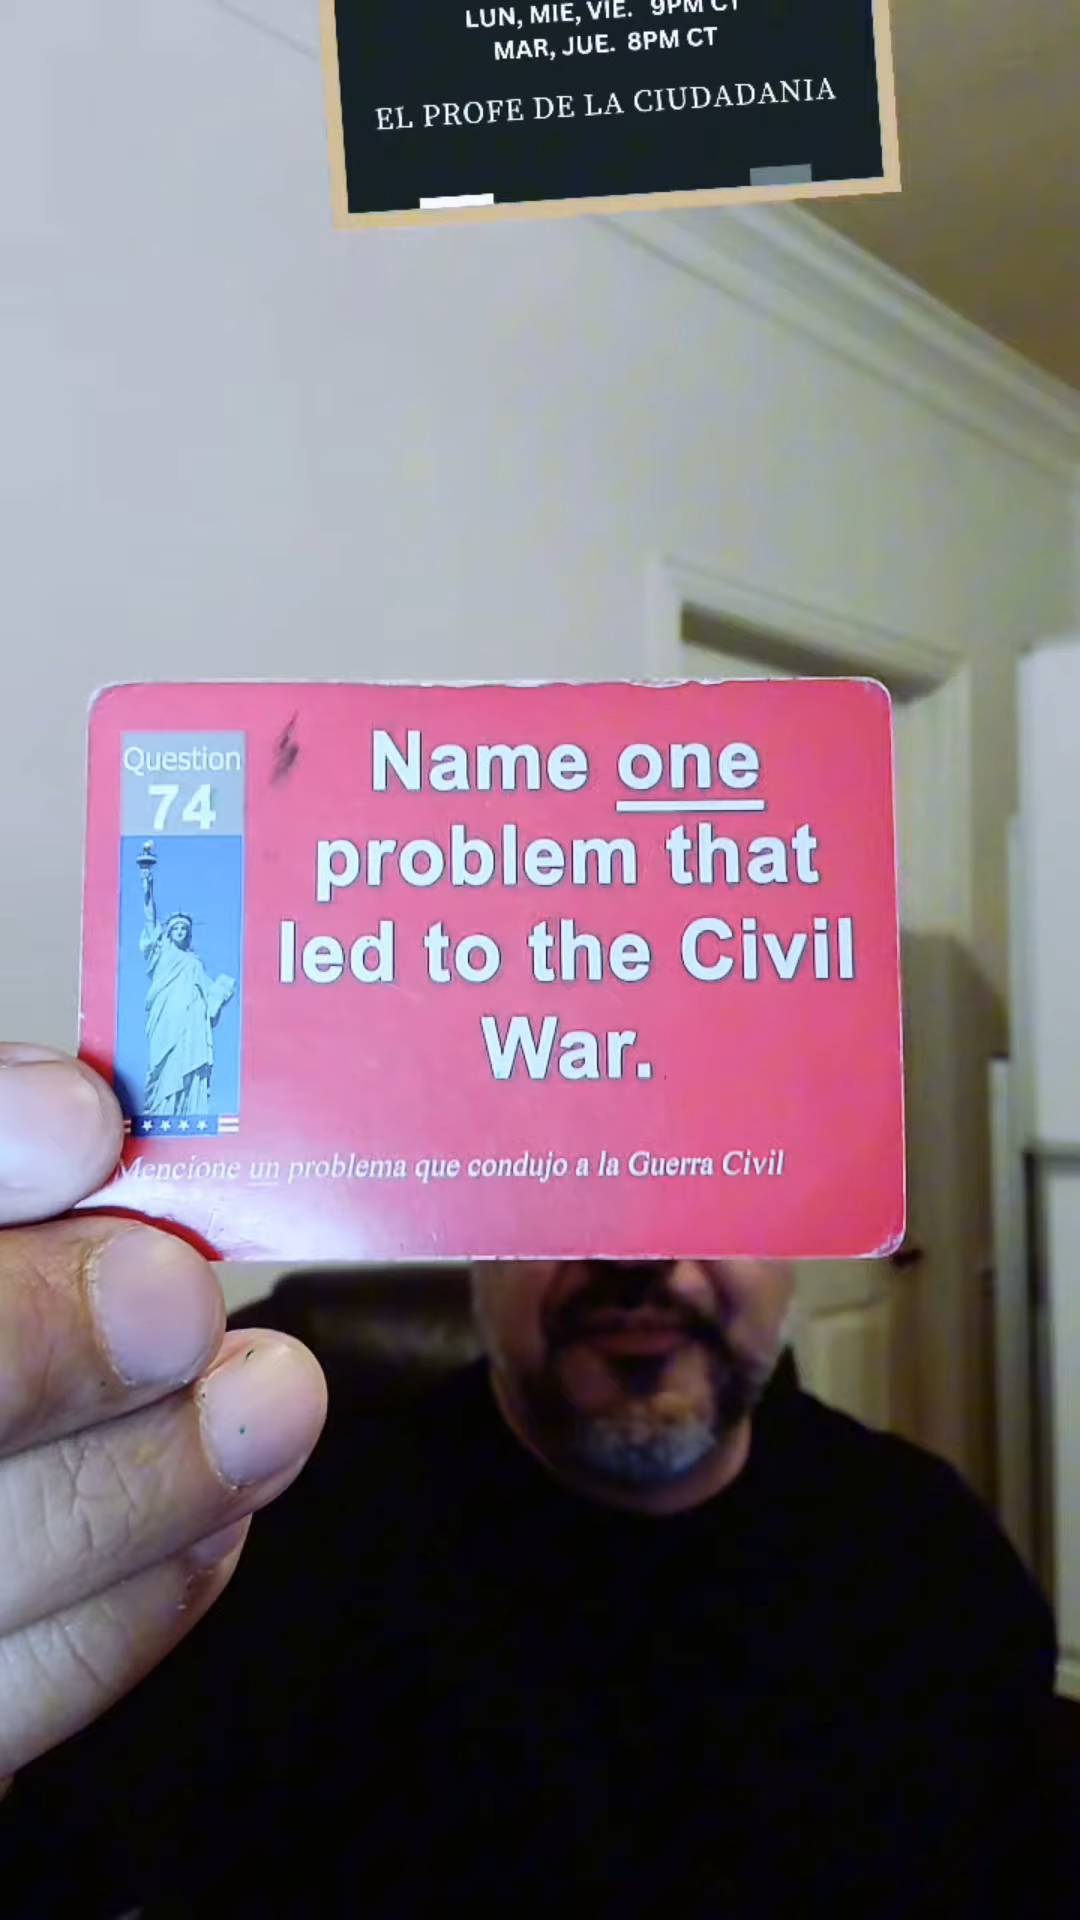 LUN, MIE, VIE. 9PM CT
MAR, JUE. 8PM CT
EL PROFE DE LA CIUDADANIA
Question
74
Name one
problem that
led to the Civil
War.
Mencione un problema que condujo a la Guerra Civil